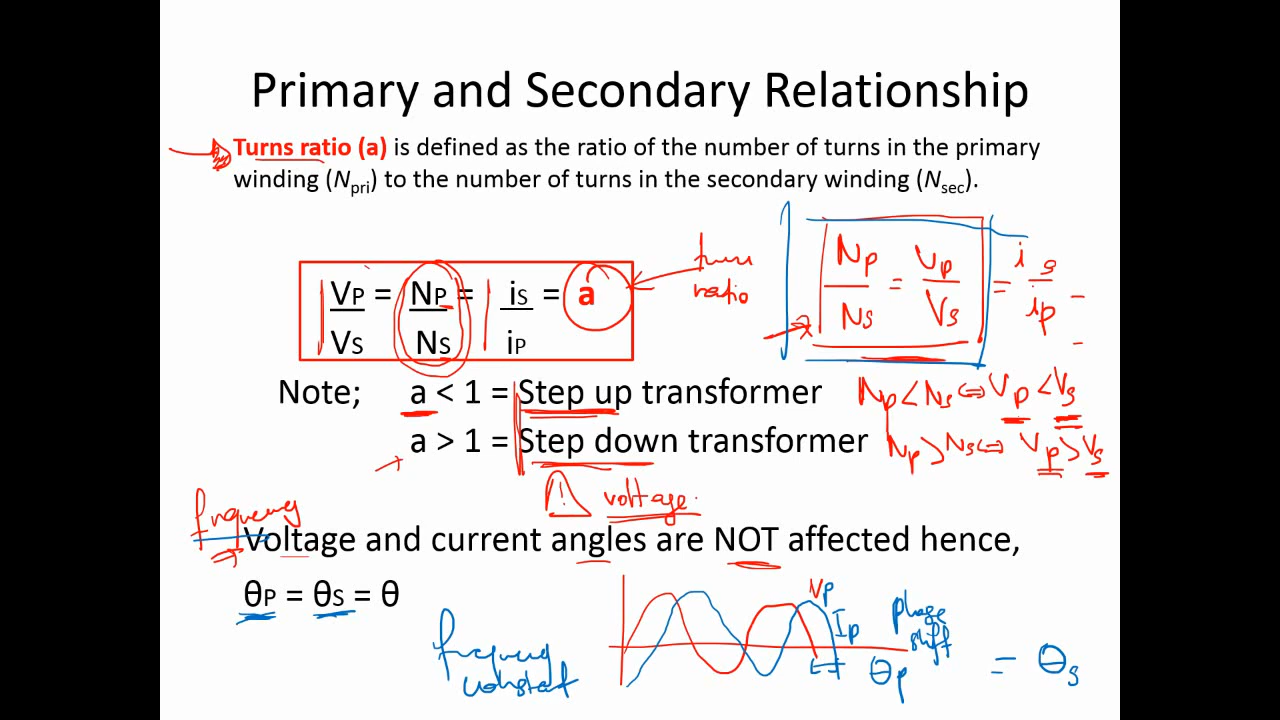 Primary and Secondary Relationship
Turns ratio (a) is defined as the ratio of the number of turns in the primary
winding (Npri) to the number of turns in the secondary winding (Nsec).
VP = NP = iS = a
VS NS iP
turn
ratio
Np = Vp = is
Ns Vs ip
Note; a < 1 = Step up transformer
Np < Ns ⇔ Vp < Vs
a > 1 = Step down transformer
Np > Ns ⇔ Vp > Vs
! voltage.
frequency
Voltage and current angles are NOT affected hence,
θP = θS = θ
frequency
constant
Vp
Ip
phase
shift
θp = θs